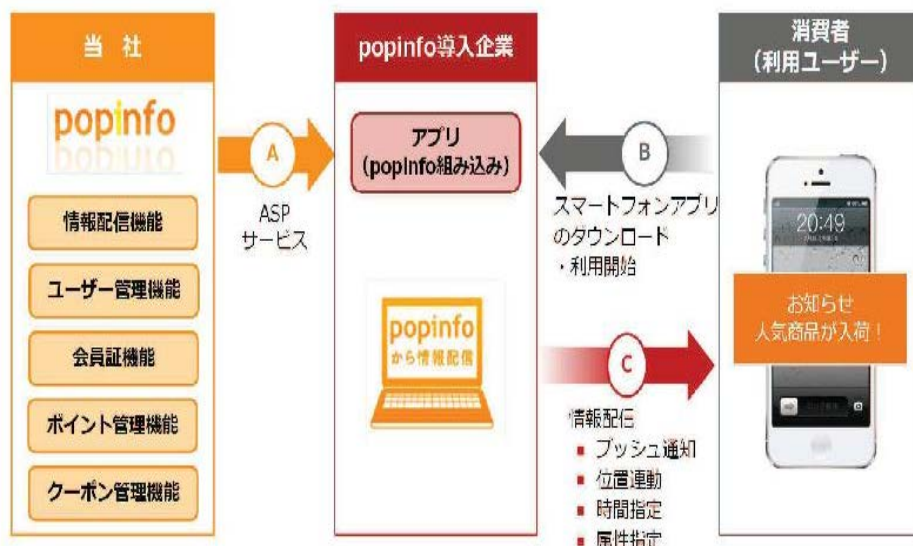 当 社
popinfo
情報配信機能
ユーザー管理機能
会員証機能
ポイント管理機能
クーポン管理機能
A
ASP
サービス
popinfo導入企業
アプリ
(popinfo組み込み)
popinfo
から情報配信
B
スマートフォンアプリ
のダウンロード
・利用開始
C
情報配信
■ プッシュ通知
■ 位置連動
■ 時間指定
■ 属性指定
消費者
(利用ユーザー)
20:49
お知らせ
人気商品が入荷！